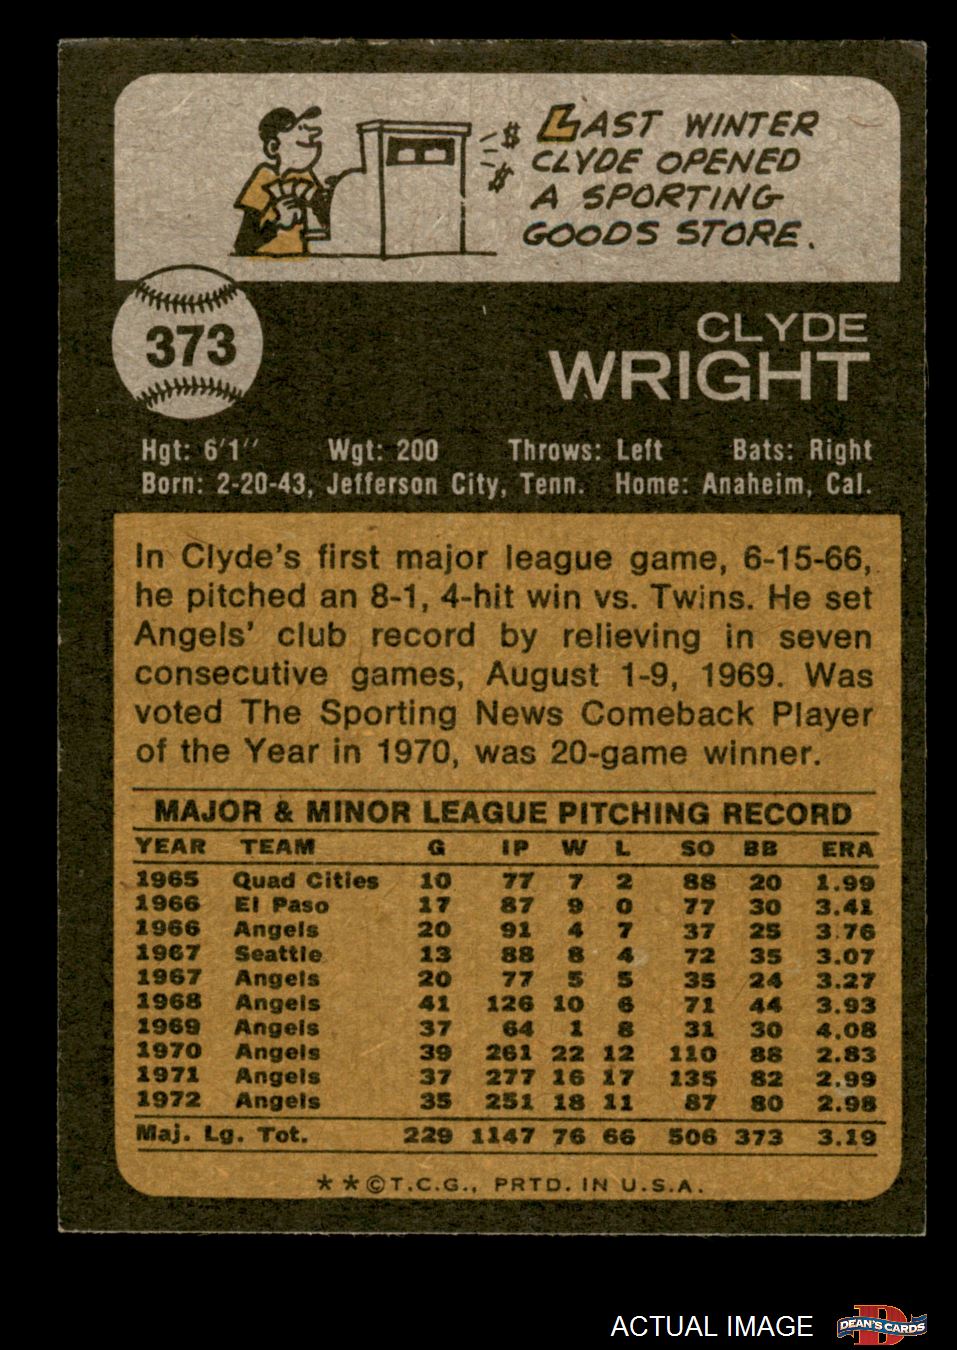 LAST WINTER
CLYDE OPENED
A SPORTING
GOODS STORE.
$
$
373
CLYDE
WRIGHT
Hgt: 6'1" Wgt: 200 Throws: Left Bats: Right
Born: 2-20-43, Jefferson City, Tenn. Home: Anaheim, Cal.
In Clyde's first major league game, 6-15-66,
he pitched an 8-1, 4-hit win vs. Twins. He set
Angels' club record by relieving in seven
consecutive games, August 1-9, 1969. Was
voted The Sporting News Comeback Player
of the Year in 1970, was 20-game winner.
MAJOR & MINOR LEAGUE PITCHING RECORD
YEAR TEAM G IP W L SO BB ERA
1965 Quad Cities 10 77 7 2 88 20 1.99
1966 El Paso 17 87 9 0 77 30 3.41
1966 Angels 20 91 4 7 37 25 3.76
1967 Seattle 13 88 8 4 72 35 3.07
1967 Angels 20 77 5 5 35 24 3.27
1968 Angels 41 126 10 6 71 44 3.93
1969 Angels 37 64 1 8 31 30 4.08
1970 Angels 39 261 22 12 110 88 2.83
1971 Angels 37 277 16 17 135 82 2.99
1972 Angels 35 251 18 11 87 80 2.98
Maj. Lg. Tot. 229 1147 76 66 506 373 3.19
**©T.C.G., PRTD. IN U.S.A.
ACTUAL IMAGE
D
DEAN'S CARDS